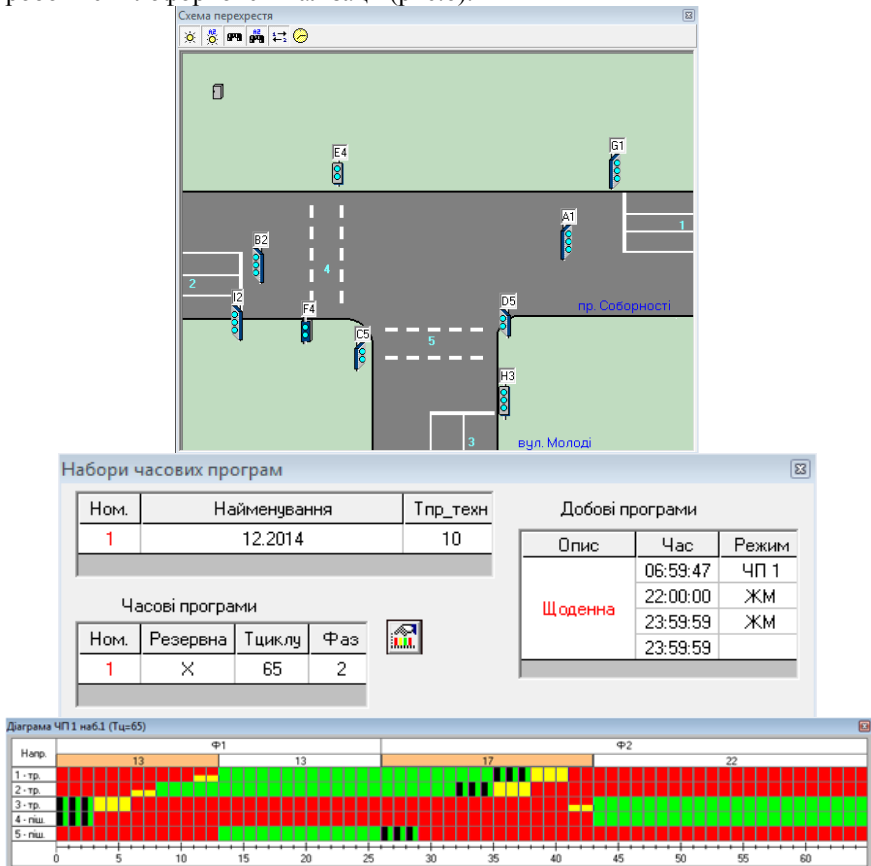 Схема перехрестя
E4
G1
A1
1
B2
2
4
I2
F4
D5
пр. Соборності
C5
5
H3
3
вул. Молоді
Набори часових програм
Ном. Найменування Тпр_техн
1 12.2014 10
Добові програми
Опис Час Режим
Щоденна
06:59:47 ЧП 1
22:00:00 ЖМ
23:59:59 ЖМ
23:59:59
Часові програми
Ном. Резервна Тциклу Фаз
1 X 65 2
Діаграма ЧП 1 наб.1 (Тц=65)
Напр. Ф1 Ф2
13 13 17 22
1 - тр.
2 - тр.
3 - тр.
4 - піш.
5 - піш.
0 5 10 15 20 25 30 35 40 45 50 55 60